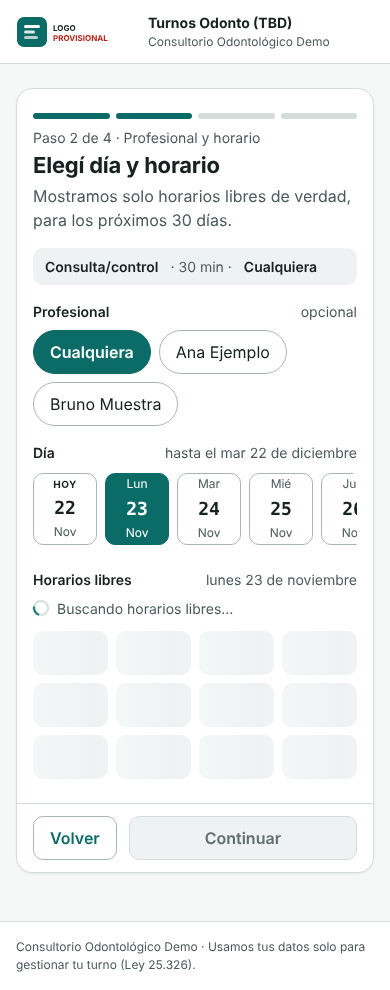 LOGO
PROVISIONAL
Turnos Odonto (TBD)
Consultorio Odontológico Demo
Paso 2 de 4 · Profesional y horario
Elegí día y horario
Mostramos solo horarios libres de verdad,
para los próximos 30 días.
Consulta/control · 30 min · Cualquiera
Profesional opcional
Cualquiera Ana Ejemplo
Bruno Muestra
Día hasta el mar 22 de diciembre
HOY Lun Mar Mié
22 23 24 25
Nov Nov Nov Nov
Horarios libres lunes 23 de noviembre
Buscando horarios libres...
Volver Continuar
Consultorio Odontológico Demo · Usamos tus datos solo para
gestionar tu turno (Ley 25.326).